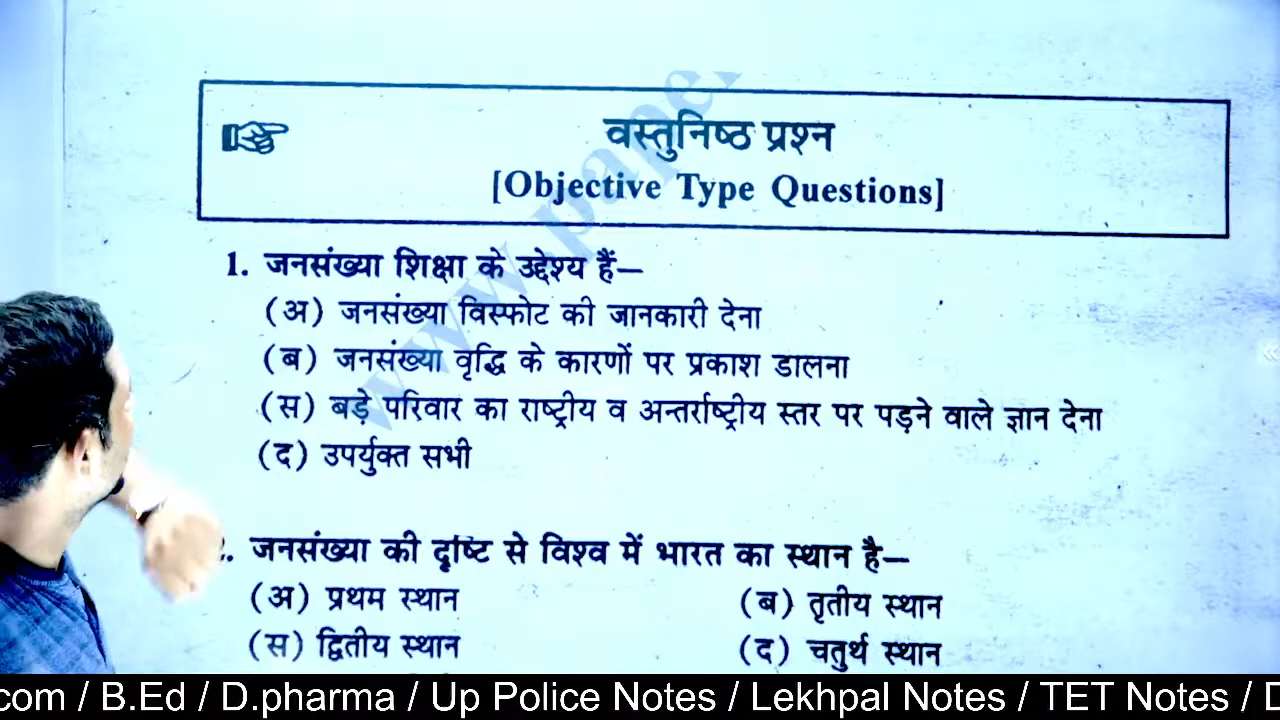 वस्तुनिष्ठ प्रश्न
[Objective Type Questions]
1. जनसंख्या शिक्षा के उद्देश्य हैं—
(अ) जनसंख्या विस्फोट की जानकारी देना
(ब) जनसंख्या वृद्धि के कारणों पर प्रकाश डालना
(स) बड़े परिवार का राष्ट्रीय व अन्तर्राष्ट्रीय स्तर पर पड़ने वाले ज्ञान देना
(द) उपर्युक्त सभी
जनसंख्या की दृष्टि से विश्व में भारत का स्थान है—
(अ) प्रथम स्थान (ब) तृतीय स्थान
(स) द्वितीय स्थान (द) चतुर्थ स्थान
com / B.Ed / D.pharma / Up Police Notes / Lekhpal Notes / TET Notes /